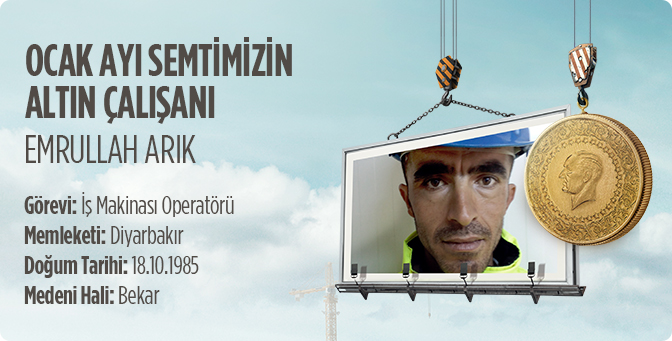 OCAK AYI SEMTİMİZİN
ALTIN ÇALIŞANI
EMRULLAH ARIK
Görevi: İş Makinası Operatörü
Memleketi: Diyarbakır
Doğum Tarihi: 18.10.1985
Medeni Hali: Bekar